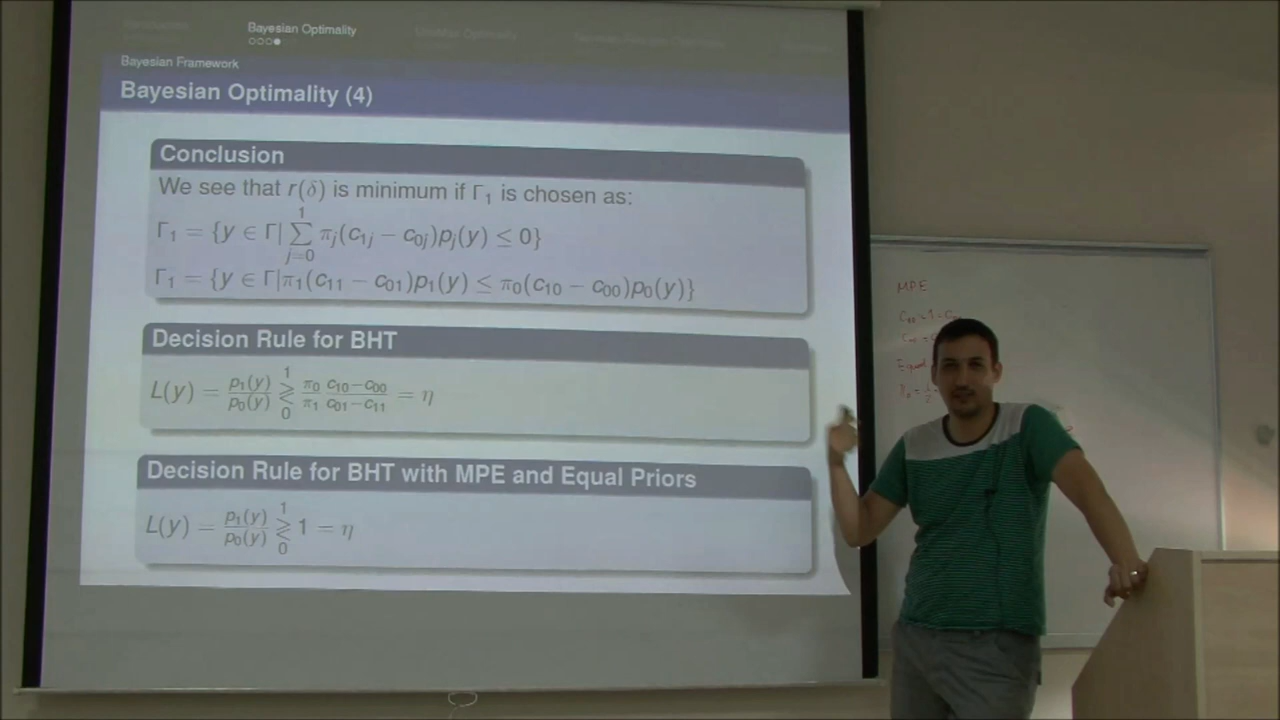 Bayesian Optimality
Bayesian Framework
Bayesian Optimality (4)
Conclusion
We see that r(δ) is minimum if Γ₁ is chosen as:
Γ₁ = {y ∈ Γ| ∑_{j=0}^{1} π_j(c_{1j} − c_{0j})p_j(y) ≤ 0}
Γ₁ = {y ∈ Γ|π₁(c₁₁ − c₀₁)p₁(y) ≤ π₀(c₁₀ − c₀₀)p₀(y)}
Decision Rule for BHT
L(y) = p₁(y)/p₀(y) ≷_{0}^{1} π₀/π₁ (c₁₀−c₀₀)/(c₀₁−c₁₁) = η
Decision Rule for BHT with MPE and Equal Priors
L(y) = p₁(y)/p₀(y) ≷_{0}^{1} 1 = η
MPE
Equal